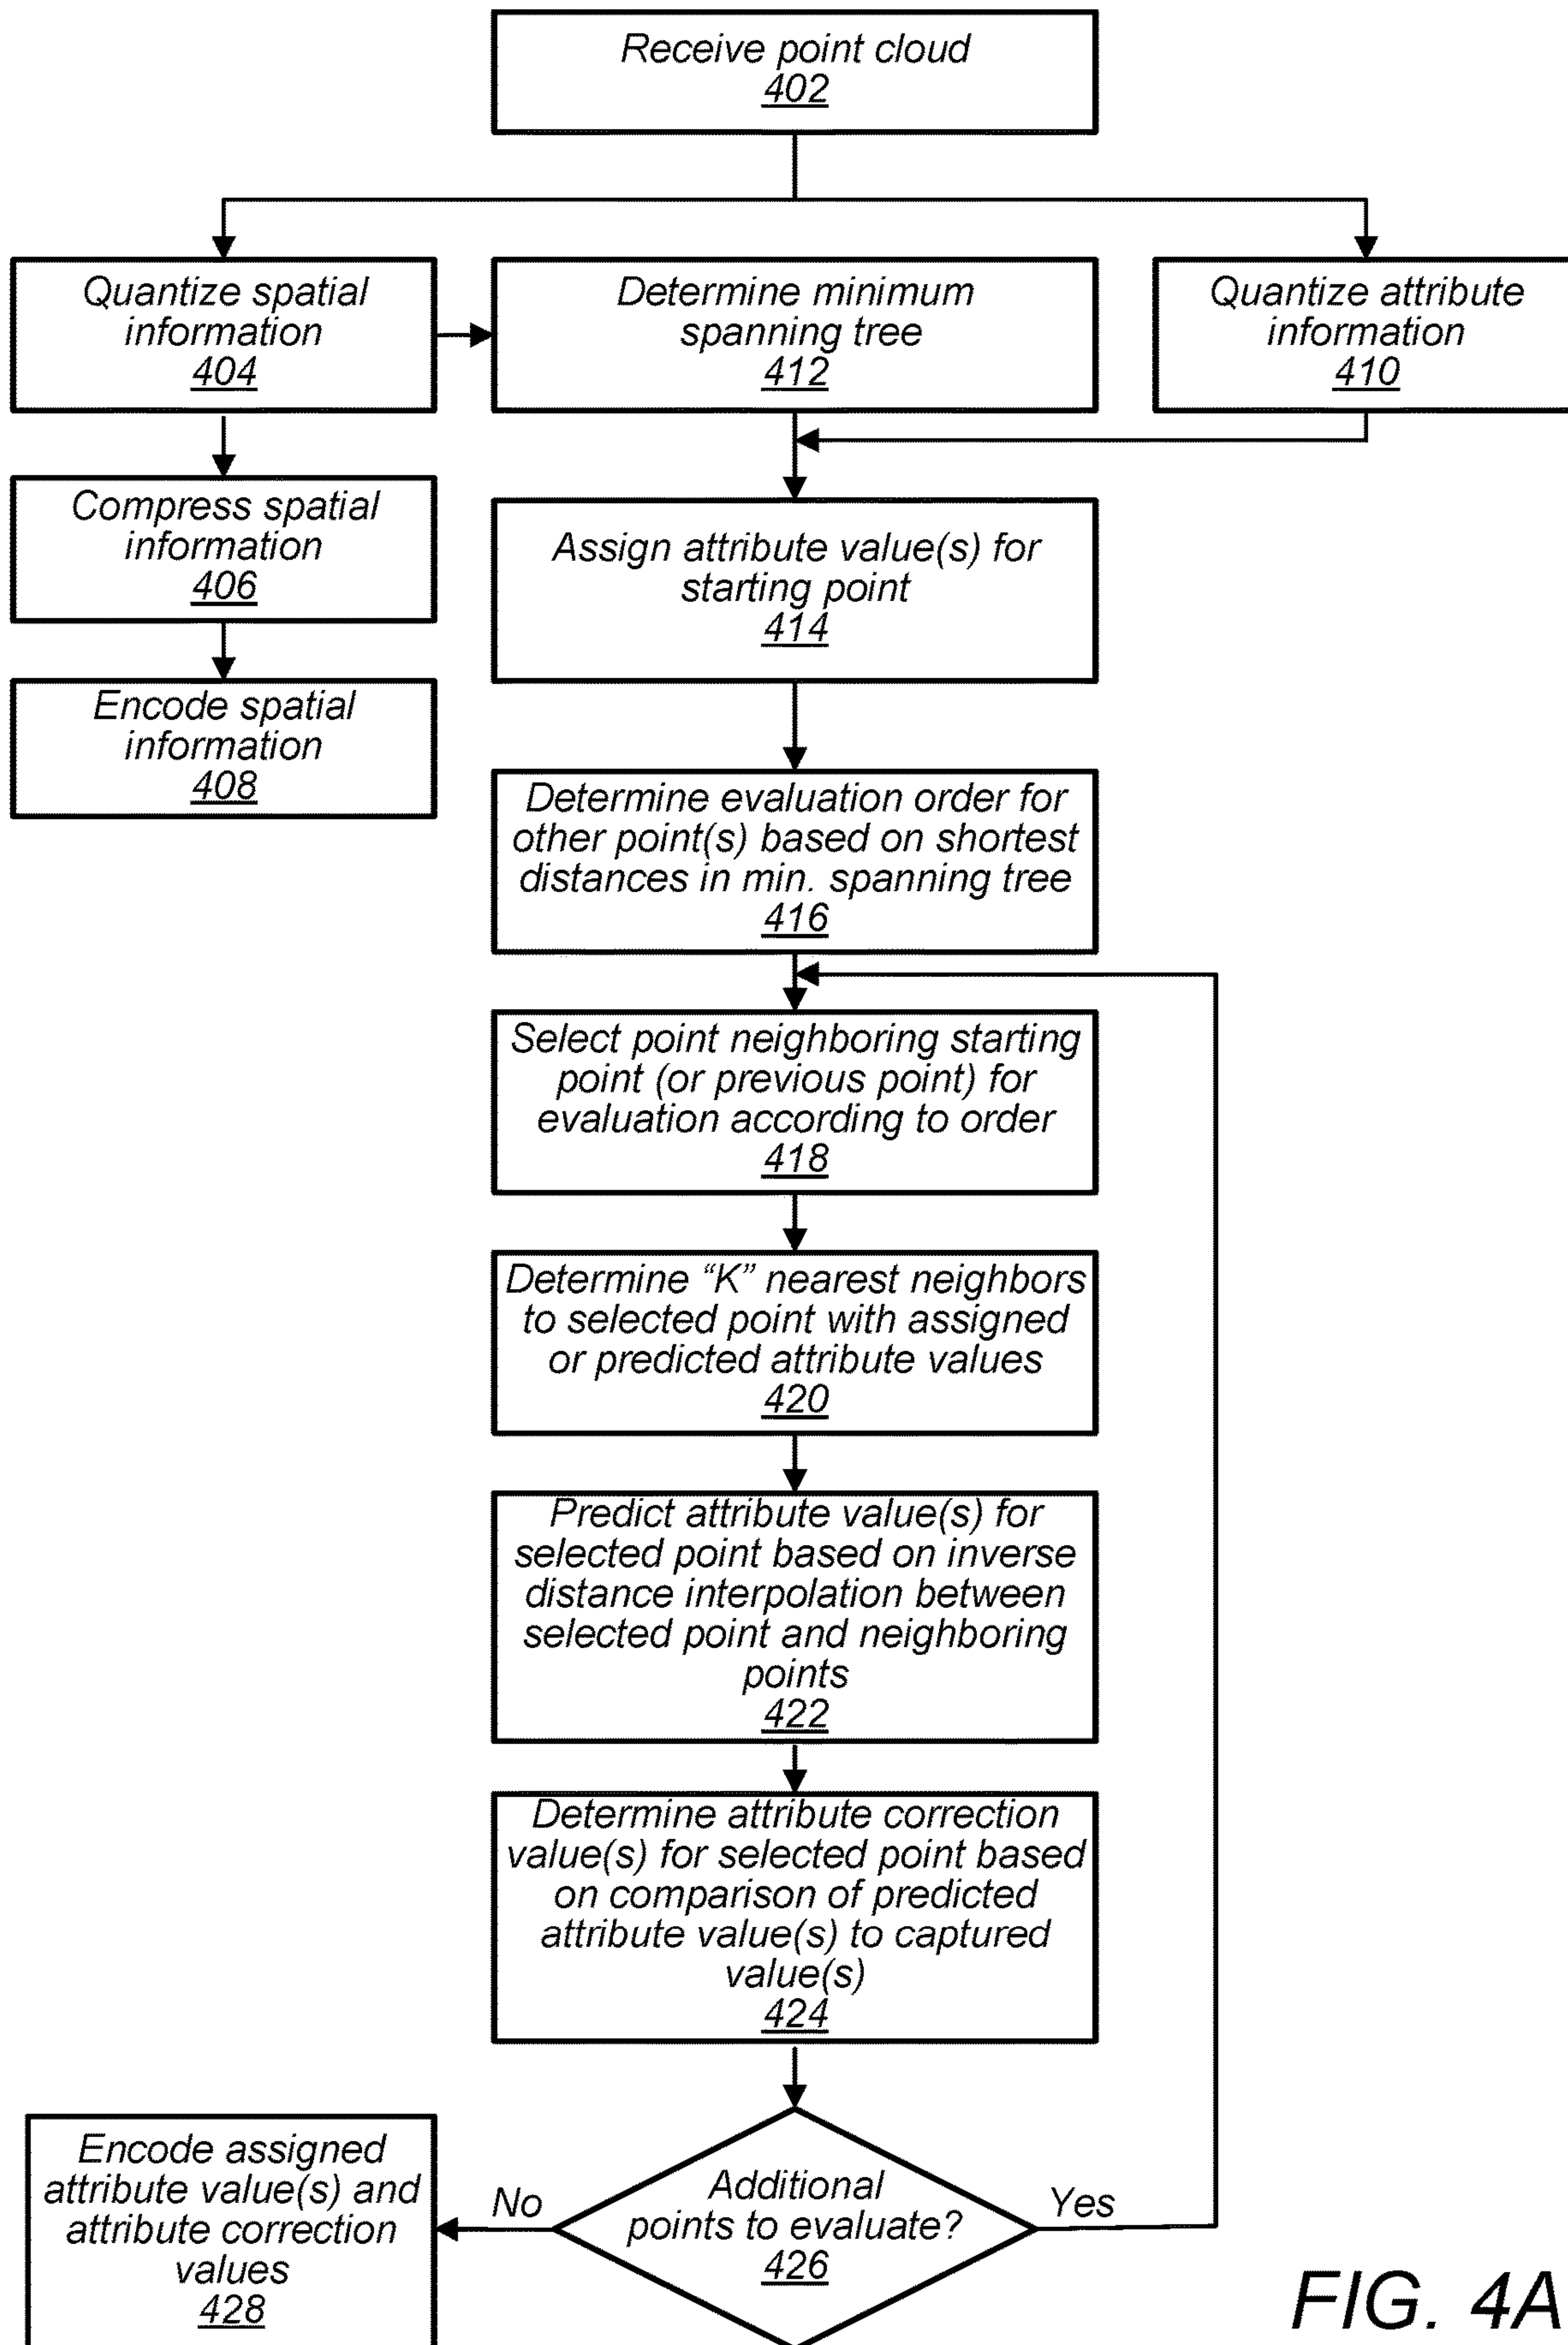 Receive point cloud
402
Quantize spatial
information
404
Determine minimum
spanning tree
412
Quantize attribute
information
410
Compress spatial
information
406
Encode spatial
information
408
Assign attribute value(s) for
starting point
414
Determine evaluation order for
other point(s) based on shortest
distances in min. spanning tree
416
Select point neighboring starting
point (or previous point) for
evaluation according to order
418
Determine “K” nearest neighbors
to selected point with assigned
or predicted attribute values
420
Predict attribute value(s) for
selected point based on inverse
distance interpolation between
selected point and neighboring
points
422
Determine attribute correction
value(s) for selected point based
on comparison of predicted
attribute value(s) to captured
value(s)
424
Additional
points to evaluate?
426
Yes
No
Encode assigned
attribute value(s) and
attribute correction
values
428
FIG. 4A